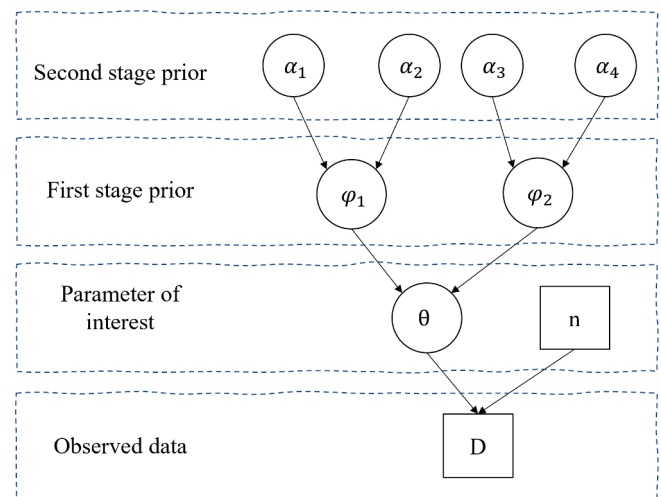 Second stage prior
α₁
α₂
α₃
α₄
First stage prior
φ₁
φ₂
Parameter of
interest
θ
n
Observed data
D